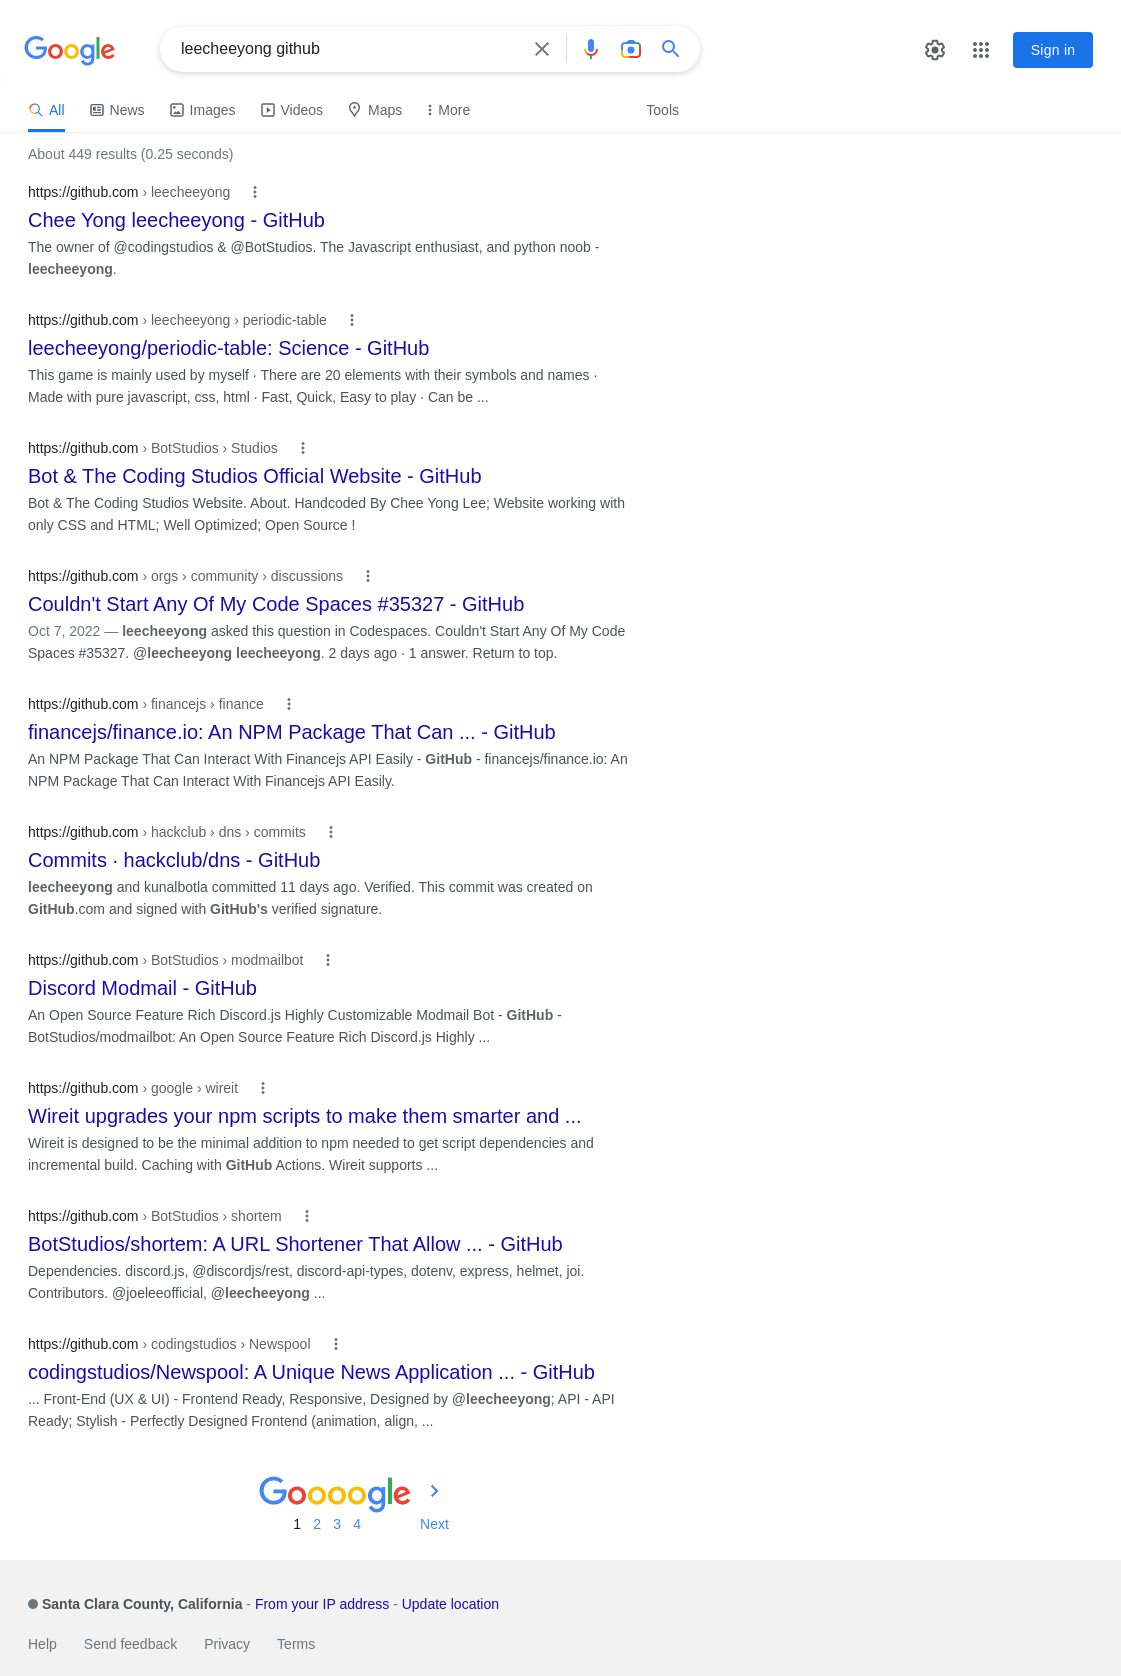 Google
leecheeyong github
Sign in
All News Images Videos Maps More Tools
About 449 results (0.25 seconds)
https://github.com › leecheeyong
Chee Yong leecheeyong - GitHub
The owner of @codingstudios & @BotStudios. The Javascript enthusiast, and python noob -
leecheeyong.
https://github.com › leecheeyong › periodic-table
leecheeyong/periodic-table: Science - GitHub
This game is mainly used by myself · There are 20 elements with their symbols and names ·
Made with pure javascript, css, html · Fast, Quick, Easy to play · Can be ...
https://github.com › BotStudios › Studios
Bot & The Coding Studios Official Website - GitHub
Bot & The Coding Studios Website. About. Handcoded By Chee Yong Lee; Website working with
only CSS and HTML; Well Optimized; Open Source !
https://github.com › orgs › community › discussions
Couldn't Start Any Of My Code Spaces #35327 - GitHub
Oct 7, 2022 — leecheeyong asked this question in Codespaces. Couldn't Start Any Of My Code
Spaces #35327. @leecheeyong leecheeyong. 2 days ago · 1 answer. Return to top.
https://github.com › financejs › finance
financejs/finance.io: An NPM Package That Can ... - GitHub
An NPM Package That Can Interact With Financejs API Easily - GitHub - financejs/finance.io: An
NPM Package That Can Interact With Financejs API Easily.
https://github.com › hackclub › dns › commits
Commits · hackclub/dns - GitHub
leecheeyong and kunalbotla committed 11 days ago. Verified. This commit was created on
GitHub.com and signed with GitHub's verified signature.
https://github.com › BotStudios › modmailbot
Discord Modmail - GitHub
An Open Source Feature Rich Discord.js Highly Customizable Modmail Bot - GitHub -
BotStudios/modmailbot: An Open Source Feature Rich Discord.js Highly ...
https://github.com › google › wireit
Wireit upgrades your npm scripts to make them smarter and ...
Wireit is designed to be the minimal addition to npm needed to get script dependencies and
incremental build. Caching with GitHub Actions. Wireit supports ...
https://github.com › BotStudios › shortem
BotStudios/shortem: A URL Shortener That Allow ... - GitHub
Dependencies. discord.js, @discordjs/rest, discord-api-types, dotenv, express, helmet, joi.
Contributors. @joeleeofficial, @leecheeyong ...
https://github.com › codingstudios › Newspool
codingstudios/Newspool: A Unique News Application ... - GitHub
... Front-End (UX & UI) - Frontend Ready, Responsive, Designed by @leecheeyong; API - API
Ready; Stylish - Perfectly Designed Frontend (animation, align, ...
Goooogle
1 2 3 4 Next
Santa Clara County, California - From your IP address - Update location
Help Send feedback Privacy Terms